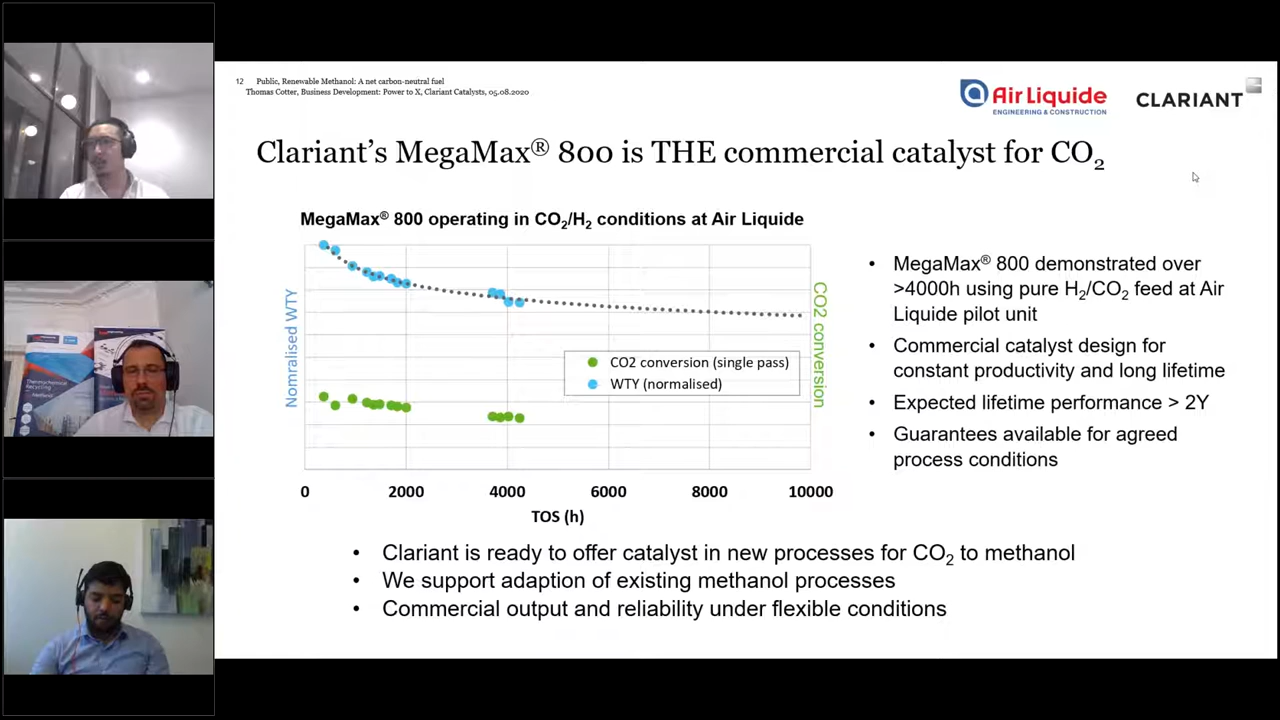 12 Public, Renewable Methanol: A net carbon-neutral fuel
Thomas Cotter, Business Development: Power to X, Clariant Catalysts, 05.08.2020
Air Liquide
ENGINEERING & CONSTRUCTION
CLARIANT
Clariant's MegaMax® 800 is THE commercial catalyst for CO₂
MegaMax® 800 operating in CO₂/H₂ conditions at Air Liquide
Nomralised WTY
CO2 conversion
CO2 conversion (single pass)
WTY (normalised)
0 2000 4000 6000 8000 10000
TOS (h)
• MegaMax® 800 demonstrated over
>4000h using pure H₂/CO₂ feed at Air
Liquide pilot unit
• Commercial catalyst design for
constant productivity and long lifetime
• Expected lifetime performance > 2Y
• Guarantees available for agreed
process conditions
• Clariant is ready to offer catalyst in new processes for CO₂ to methanol
• We support adaption of existing methanol processes
• Commercial output and reliability under flexible conditions